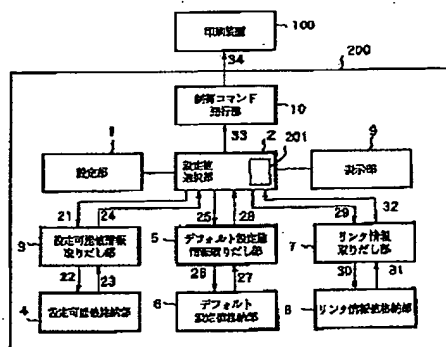 印刷装置
100
34
200
制御コマンド
発行部
10
33
2
201
1
9
設定部
設定値
選択部
表示部
21
24
25
28
29
32
3
設定可能値情報
取りだし部
5
デフォルト設定値
情報取りだし部
7
リンク情報
取りだし部
22
23
26
27
30
31
4
設定可能値格納部
6
デフォルト
設定値格納部
8
リンク情報格納部